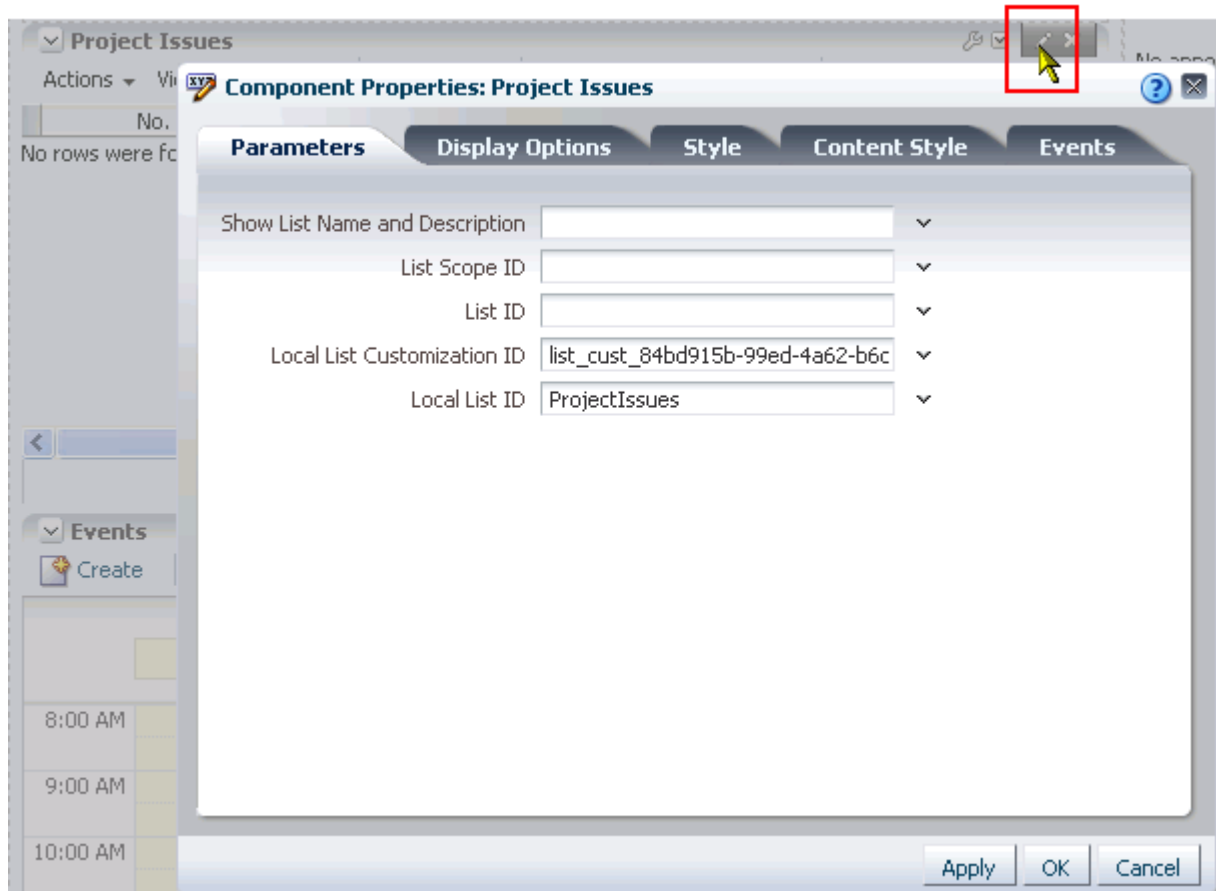 Project Issues
Actions
No.
No rows were fc
Component Properties: Project Issues
Parameters Display Options Style Content Style Events
Show List Name and Description
List Scope ID
List ID
Local List Customization ID list_cust_84bd915b-99ed-4a62-b6c
Local List ID ProjectIssues
Events
Create
8:00 AM
9:00 AM
10:00 AM
Apply OK Cancel